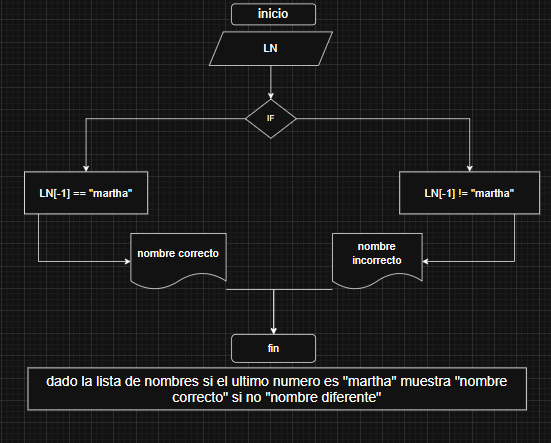 inicio
LN
IF
LN[-1] == "martha"
LN[-1] != "martha"
nombre correcto
nombre
incorrecto
fin
dado la lista de nombres si el ultimo numero es "martha" muestra "nombre
correcto" si no "nombre diferente"